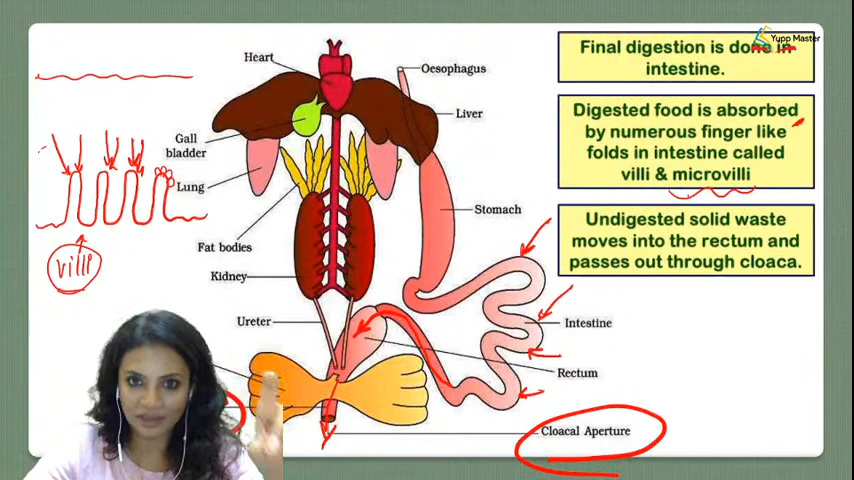 Yupp Master
Final digestion is done in
intestine.
Digested food is absorbed
by numerous finger like
folds in intestine called
villi & microvilli
Undigested solid waste
moves into the rectum and
passes out through cloaca.
Heart
Oesophagus
Liver
Gall
bladder
Lung
Stomach
Fat bodies
villi
Kidney
Ureter
Intestine
Rectum
Cloacal Aperture